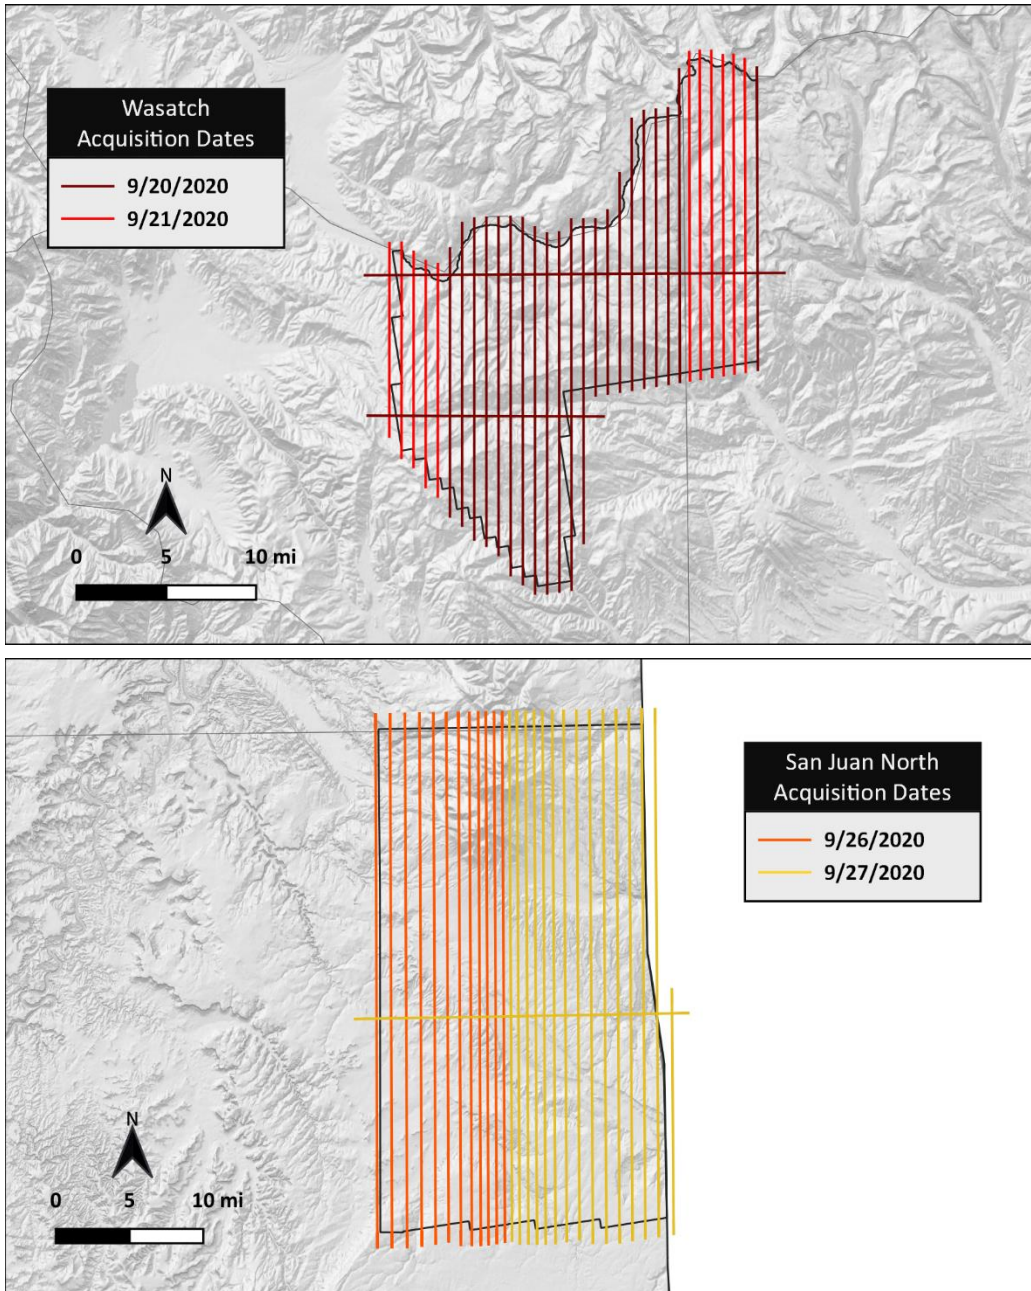 Wasatch
Acquisition Dates
9/20/2020
9/21/2020
N
0 5 10 mi
San Juan North
Acquisition Dates
9/26/2020
9/27/2020
N
0 5 10 mi